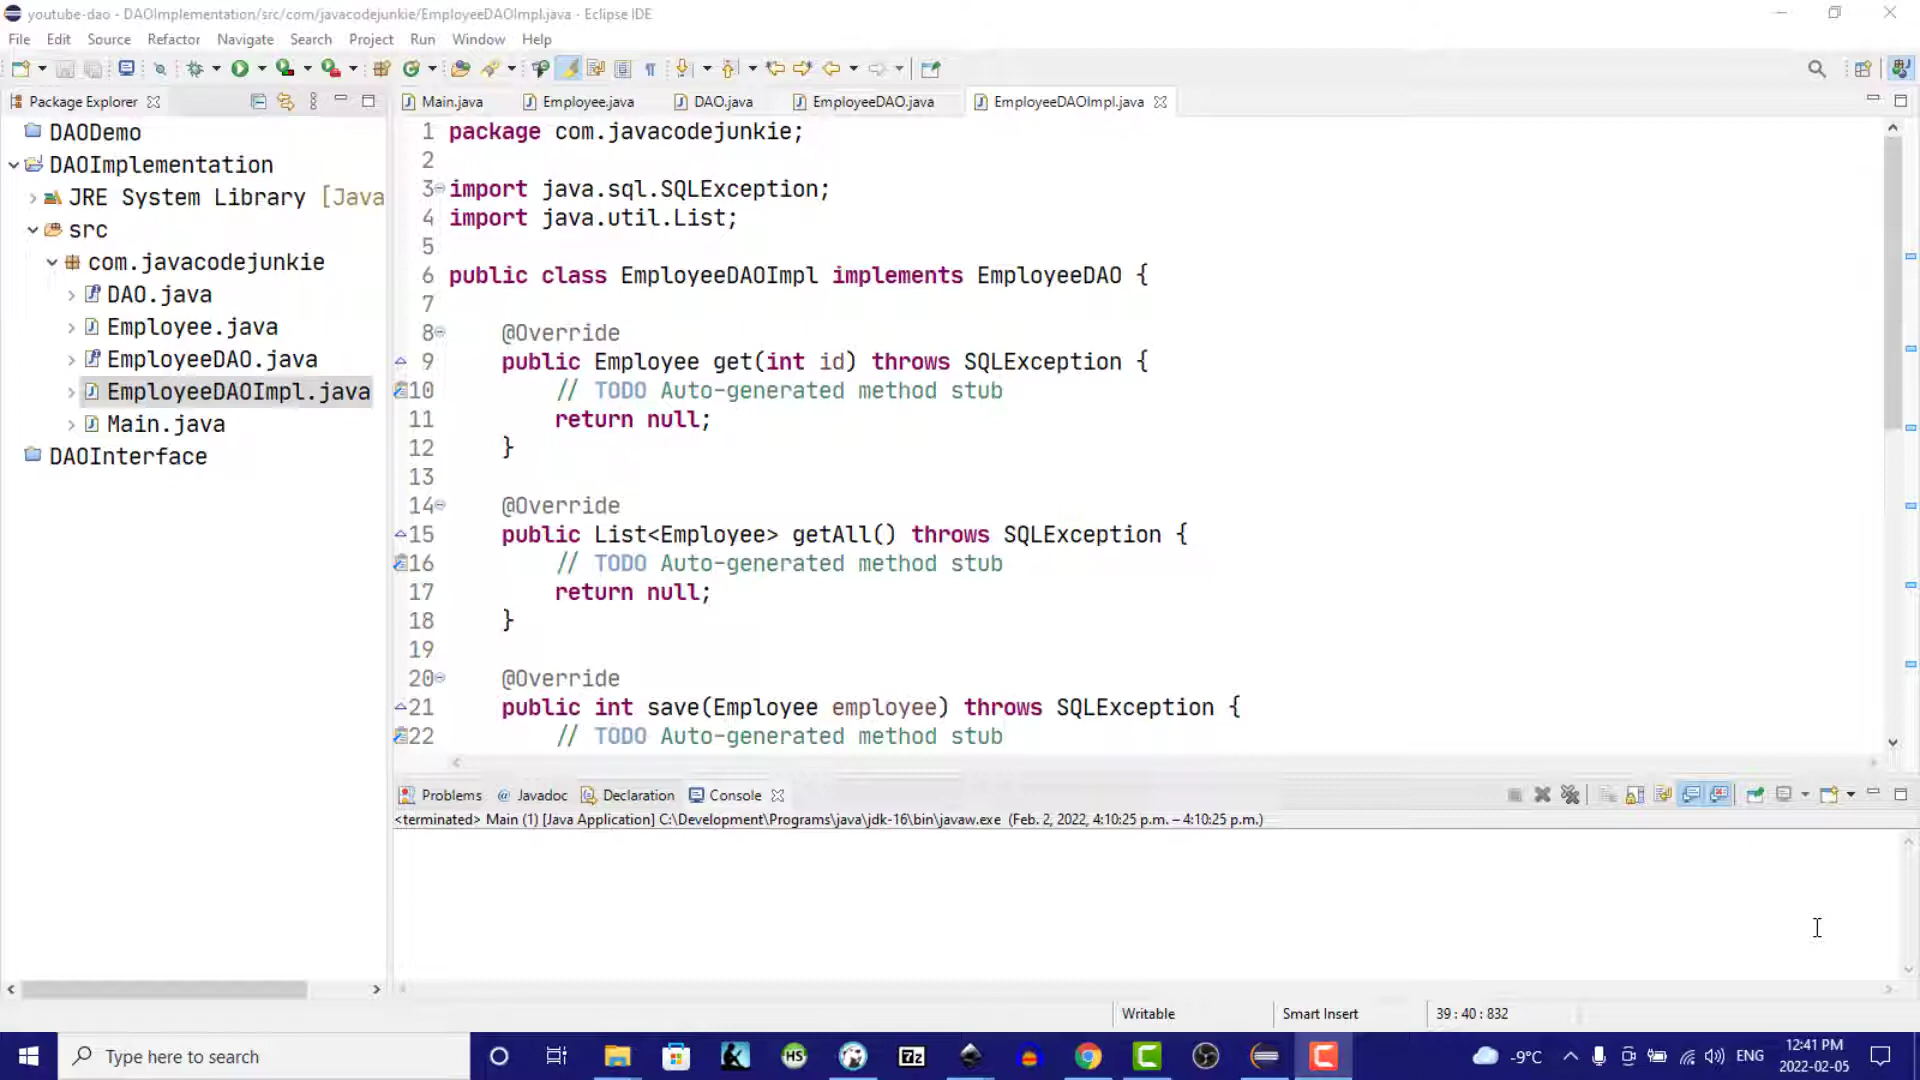 youtube-dao - DAOImplementation/src/com/javacodejunkie/EmployeeDAOImpl.java - Eclipse IDE
File Edit Source Refactor Navigate Search Project Run Window Help
Package Explorer
Main.java Employee.java DAO.java EmployeeDAO.java EmployeeDAOImpl.java
DAODemo
DAOImplementation
JRE System Library [Java
src
com.javacodejunkie
DAO.java
Employee.java
EmployeeDAO.java
EmployeeDAOImpl.java
Main.java
DAOInterface
1 package com.javacodejunkie;
2
3 import java.sql.SQLException;
4 import java.util.List;
5
6 public class EmployeeDAOImpl implements EmployeeDAO {
7
8 @Override
9 public Employee get(int id) throws SQLException {
10 // TODO Auto-generated method stub
11 return null;
12 }
13
14 @Override
15 public List<Employee> getAll() throws SQLException {
16 // TODO Auto-generated method stub
17 return null;
18 }
19
20 @Override
21 public int save(Employee employee) throws SQLException {
22 // TODO Auto-generated method stub
Problems Javadoc Declaration Console
<terminated> Main (1) [Java Application] C:\Development\Programs\java\jdk-16\bin\javaw.exe (Feb. 2, 2022, 4:10:25 p.m. – 4:10:25 p.m.)
Writable Smart Insert 39 : 40 : 832
Type here to search
HS
7z
-9°C
ENG
12:41 PM
2022-02-05